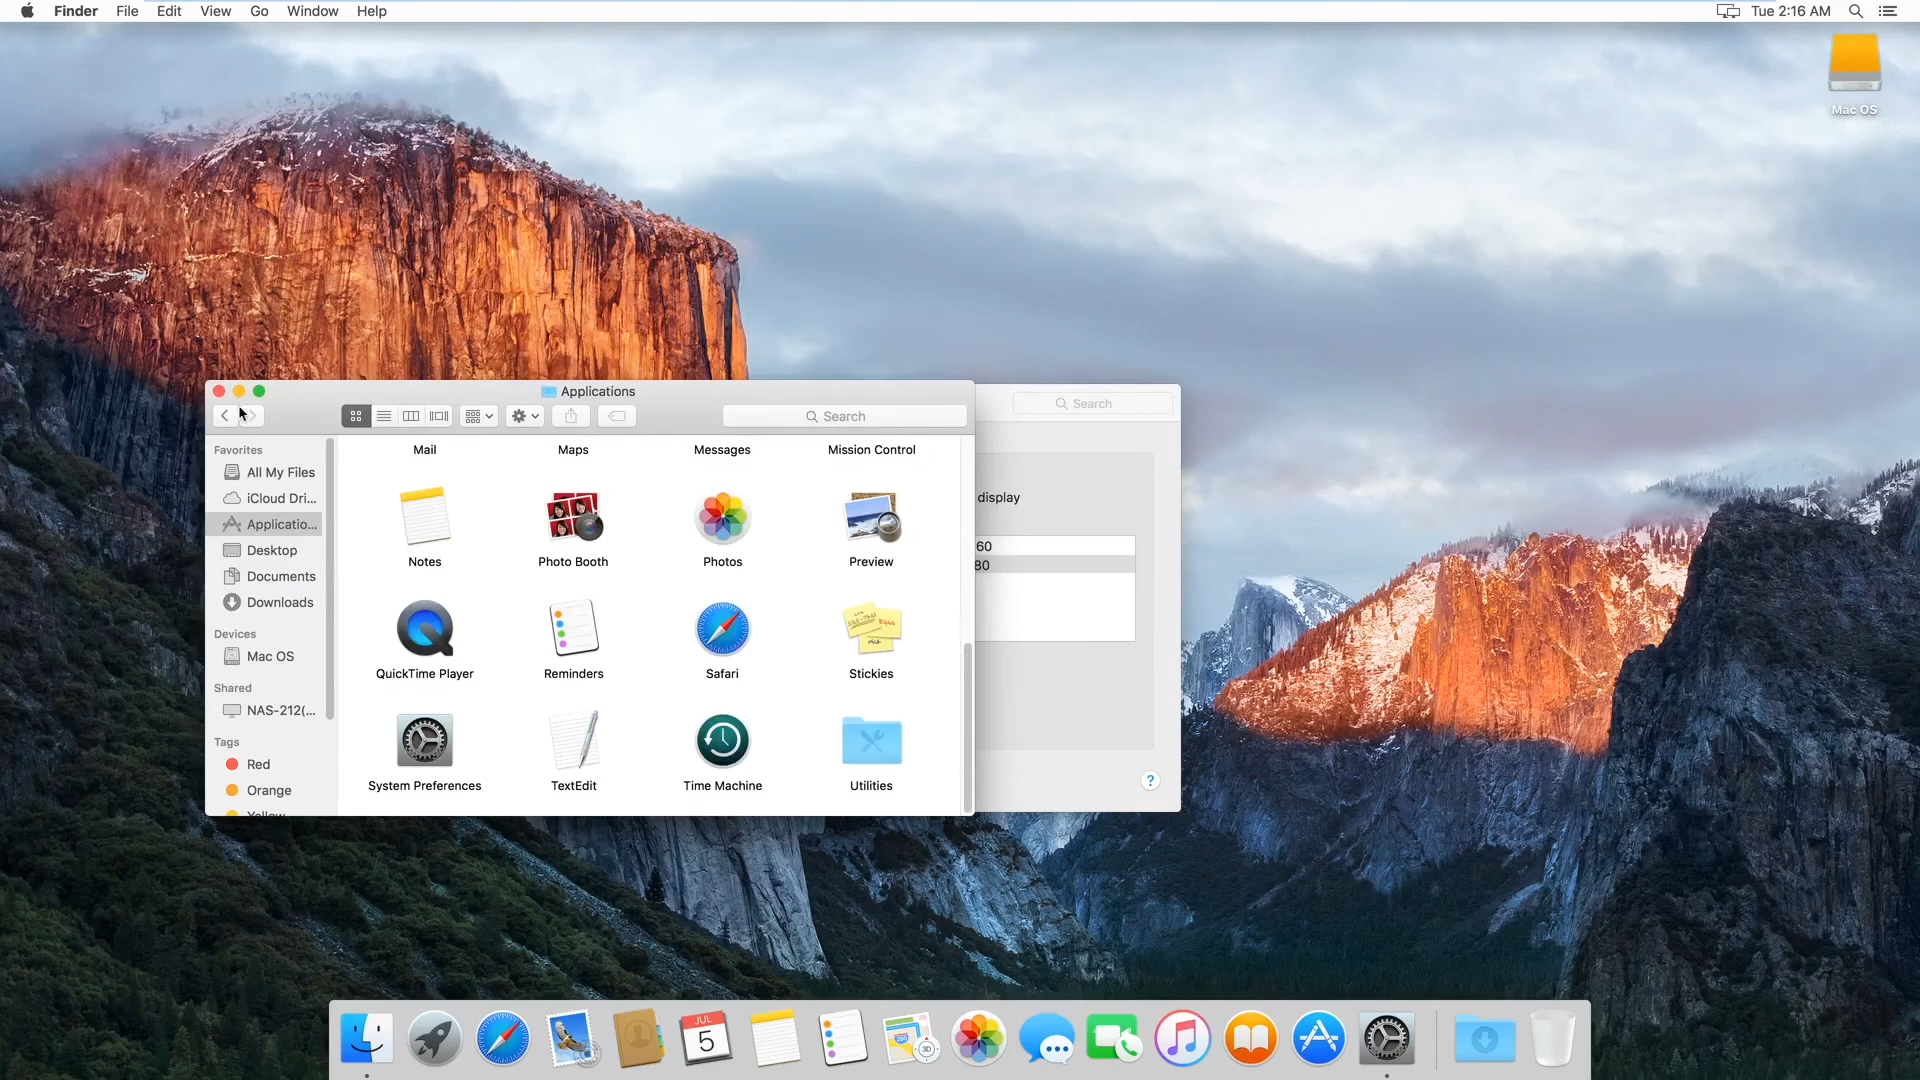 Finder File Edit View Go Window Help
Tue 2:16 AM
Mac OS
Applications
Search
Search
Favorites
All My Files
iCloud Dri...
Applicatio...
Desktop
Documents
Downloads
Devices
Mac OS
Shared
NAS-212(...
Tags
Red
Orange
Yellow
Mail Maps Messages Mission Control
Notes Photo Booth Photos Preview
QuickTime Player Reminders Safari Stickies
System Preferences TextEdit Time Machine Utilities
display
60
80
?
JUL
5
3D